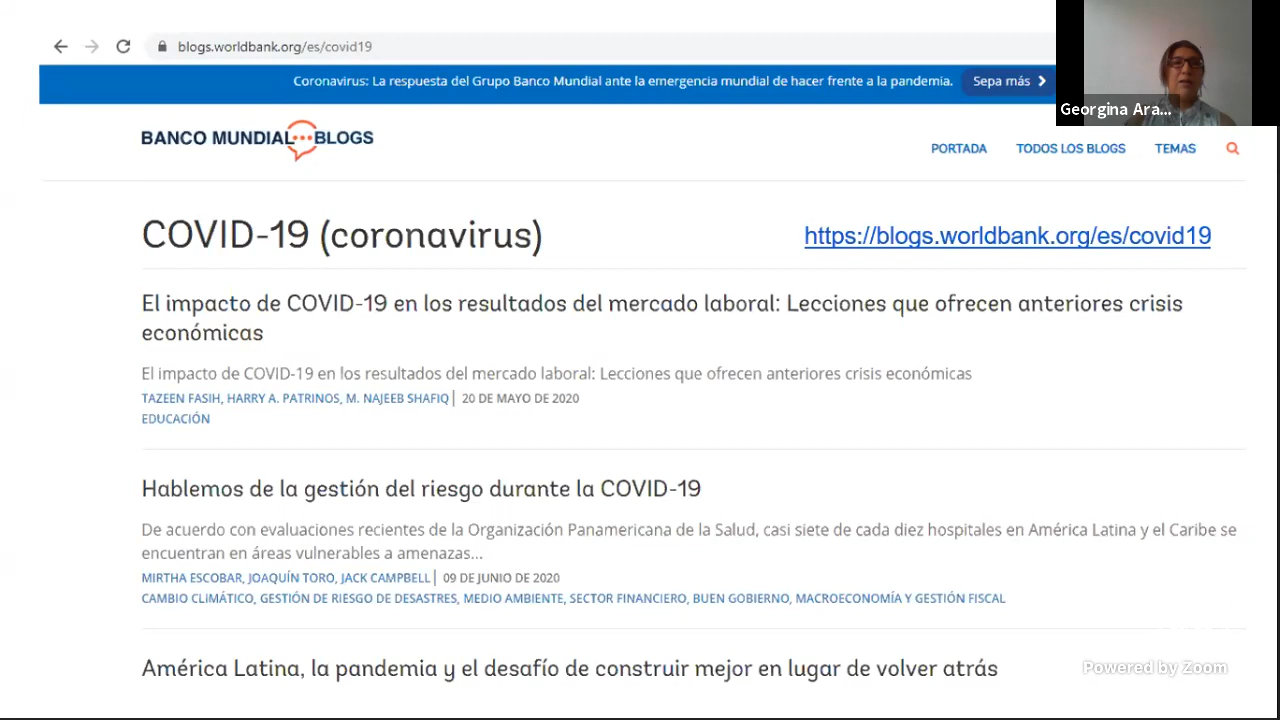 blogs.worldbank.org/es/covid19
Coronavirus: La respuesta del Grupo Banco Mundial ante la emergencia mundial de hacer frente a la pandemia. Sepa más
Georgina Ara...
BANCO MUNDIAL BLOGS
PORTADA TODOS LOS BLOGS TEMAS
COVID-19 (coronavirus)
https://blogs.worldbank.org/es/covid19
El impacto de COVID-19 en los resultados del mercado laboral: Lecciones que ofrecen anteriores crisis
económicas
El impacto de COVID-19 en los resultados del mercado laboral: Lecciones que ofrecen anteriores crisis económicas
TAZEEN FASIH, HARRY A. PATRINOS, M. NAJEEB SHAFIQ | 20 DE MAYO DE 2020
EDUCACIÓN
Hablemos de la gestión del riesgo durante la COVID-19
De acuerdo con evaluaciones recientes de la Organización Panamericana de la Salud, casi siete de cada diez hospitales en América Latina y el Caribe se
encuentran en áreas vulnerables a amenazas...
MIRTHA ESCOBAR, JOAQUÍN TORO, JACK CAMPBELL | 09 DE JUNIO DE 2020
CAMBIO CLIMÁTICO, GESTIÓN DE RIESGO DE DESASTRES, MEDIO AMBIENTE, SECTOR FINANCIERO, BUEN GOBIERNO, MACROECONOMÍA Y GESTIÓN FISCAL
América Latina, la pandemia y el desafío de construir mejor en lugar de volver atrás
Powered by Zoom